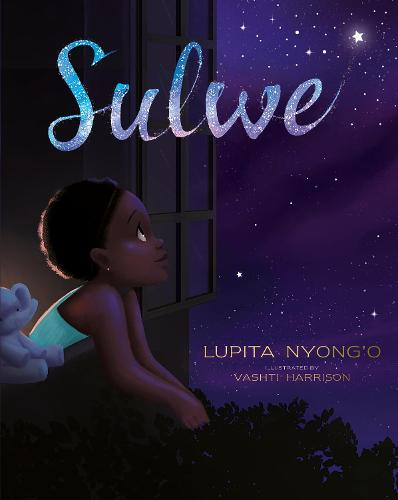 Sulwe
LUPITA NYONG'O
ILLUSTRATED BY
VASHTI HARRISON